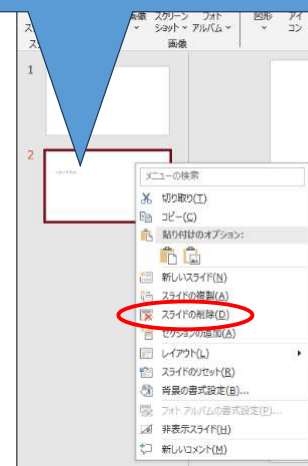 画像 スクリーン フォト 図形 アイ
ショット アルバム コン
画像
1
2
メニューの検索
切り取り(T)
コピー(C)
貼り付けのオプション:
新しいスライド(N)
スライドの複製(A)
スライドの削除(D)
セクションの追加(A)
レイアウト(L)
スライドのリセット(R)
背景の書式設定(B)...
フォト アルバムの書式設定(P)...
非表示スライド(H)
新しいコメント(M)